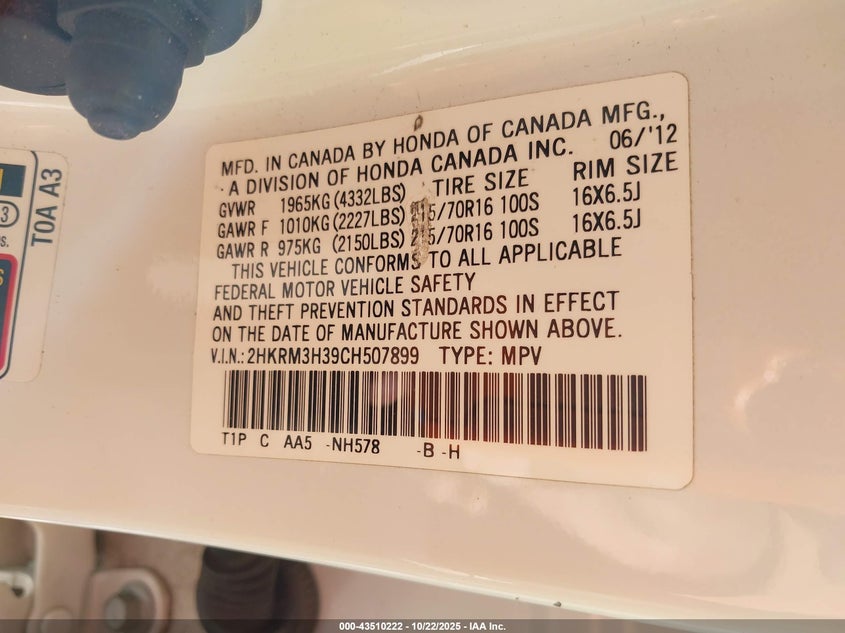 MFD. IN CANADA BY HONDA OF CANADA MFG.,
A DIVISION OF HONDA CANADA INC. 06/'12
GVWR 1965KG (4332LBS) TIRE SIZE RIM SIZE
GAWR F 1010KG (2227LBS) 5/70R16 100S 16X6.5J
GAWR R 975KG (2150LBS) 5/70R16 100S 16X6.5J
THIS VEHICLE CONFORMS TO ALL APPLICABLE
FEDERAL MOTOR VEHICLE SAFETY
AND THEFT PREVENTION STANDARDS IN EFFECT
ON THE DATE OF MANUFACTURE SHOWN ABOVE.
V.I.N.: 2HKRM3H39CH507899 TYPE: MPV
T1P C AA5 -NH578 -B -H
T0A A3
000-43510222 - 10/22/2025 - IAA Inc.